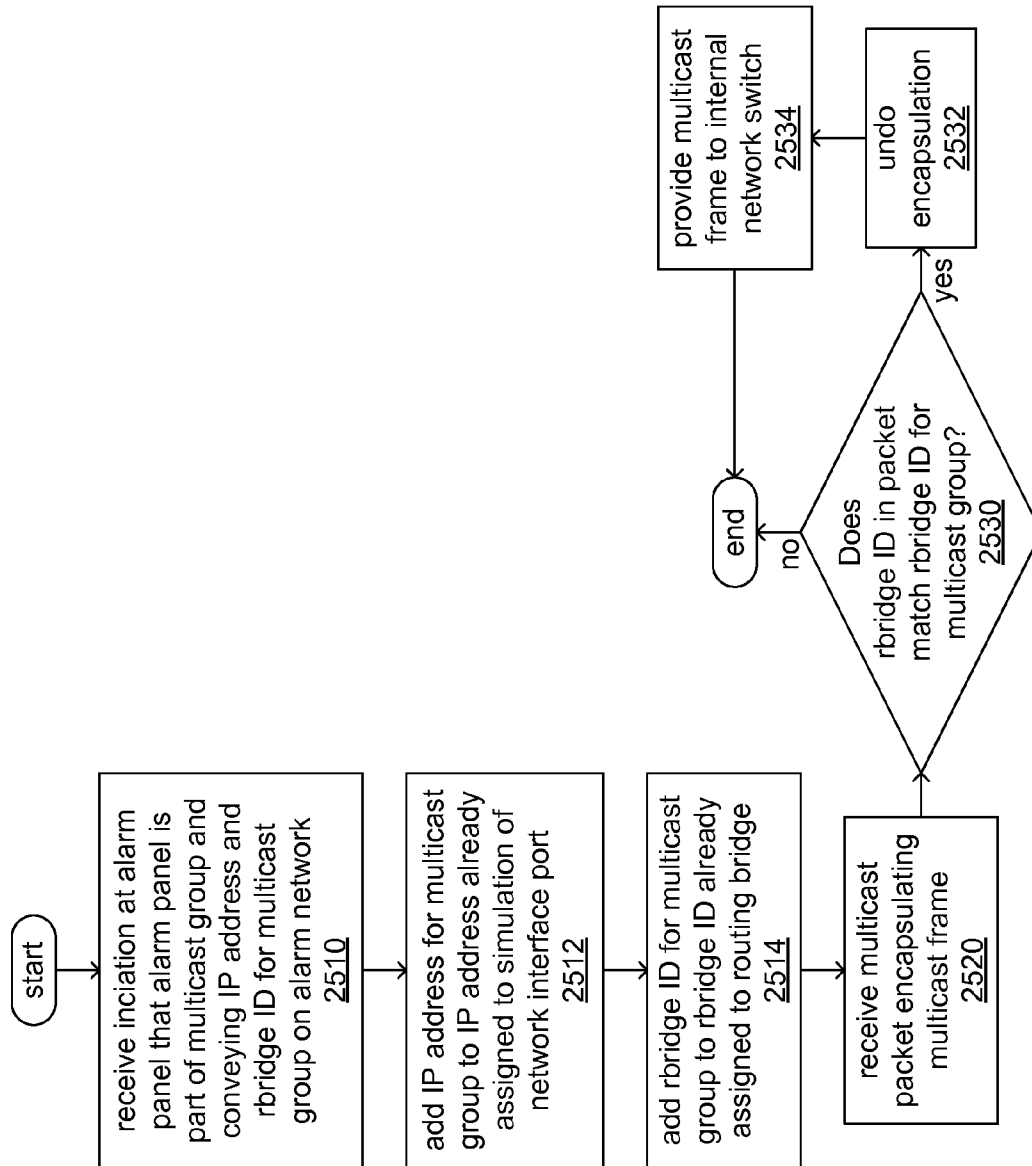 start
receive inciation at alarm
panel that alarm panel is
part of multicast group and
conveying IP address and
rbridge ID for multicast
group on alarm network
2510
add IP address for multicast
group to IP address already
assigned to simulation of
network interface port
2512
add rbridge ID for multicast
group to rbridge ID already
assigned to routing bridge
2514
receive multicast
packet encapsulating
multicast frame
2520
Does
rbridge ID in packet
match rbridge ID for
multicast group?
2530
no
yes
undo
encapsulation
2532
provide multicast
frame to internal
network switch
2534
end